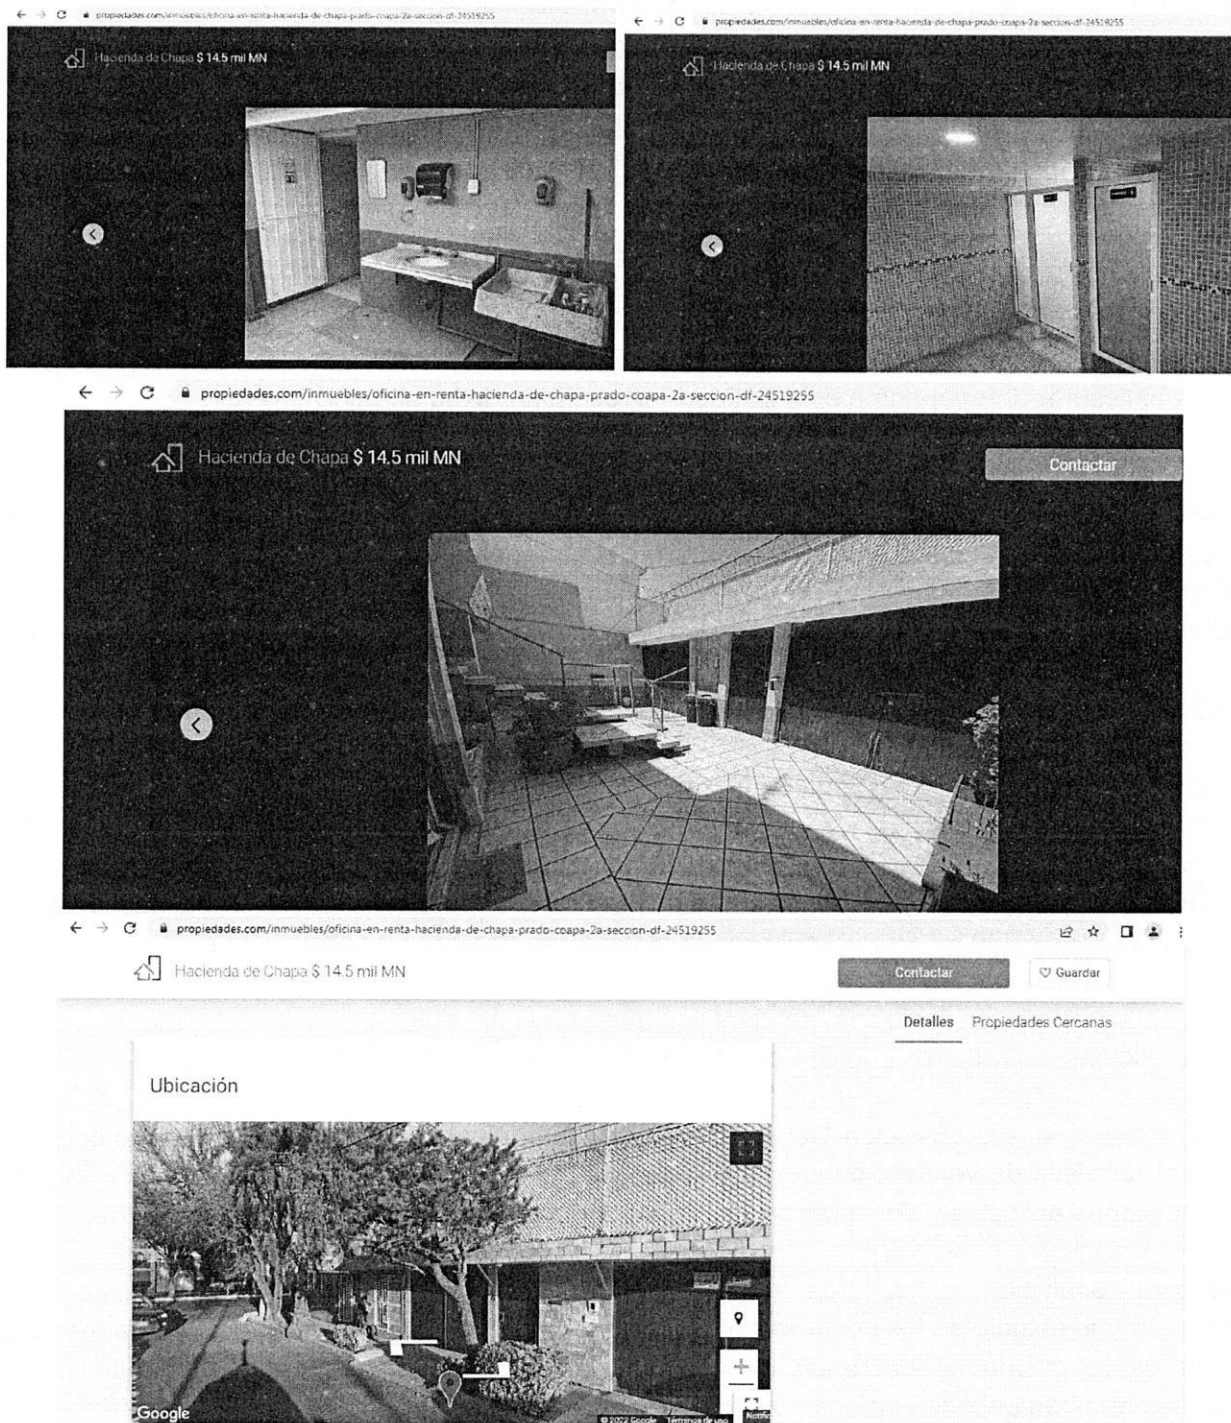 propiedades.com/inmuebles/oficina-en-renta-hacienda-de-chapa-prado-coapa-2a-seccion-df-24519255
Hacienda de Chapa $ 14.5 mil MN
propiedades.com/inmuebles/oficina-en-renta-hacienda-de-chapa-prado-coapa-2a-seccion-df-24519255
Hacienda de Chapa $ 14.5 mil MN
propiedades.com/inmuebles/oficina-en-renta-hacienda-de-chapa-prado-coapa-2a-seccion-df-24519255
Hacienda de Chapa $ 14.5 mil MN
Contactar
propiedades.com/inmuebles/oficina-en-renta-hacienda-de-chapa-prado-coapa-2a-seccion-df-24519255
Hacienda de Chapa $ 14.5 mil MN
Contactar
Guardar
Detalles Propiedades Cercanas
Ubicación
Google
© 2022 Google Términos de uso